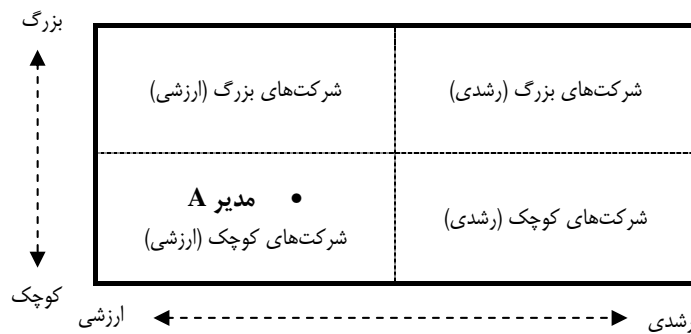 بزرگ
شرکت‌های بزرگ (رشدی)
شرکت‌های بزرگ (ارزشی)
• مدیر A
شرکت‌های کوچک (رشدی)
شرکت‌های کوچک (ارزشی)
کوچک
رشدی
ارزشی